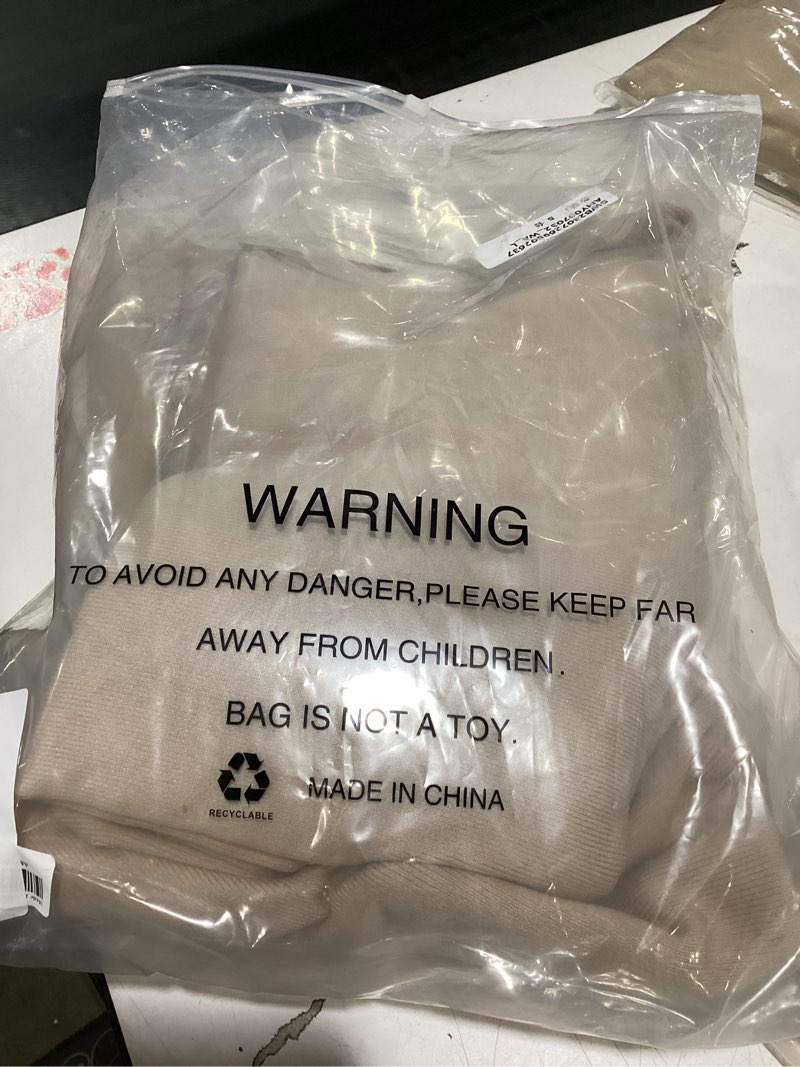 WARNING
TO AVOID ANY DANGER,PLEASE KEEP FAR
AWAY FROM CHILDREN.
BAG IS NOT A TOY.
MADE IN CHINA
RECYCLABLE